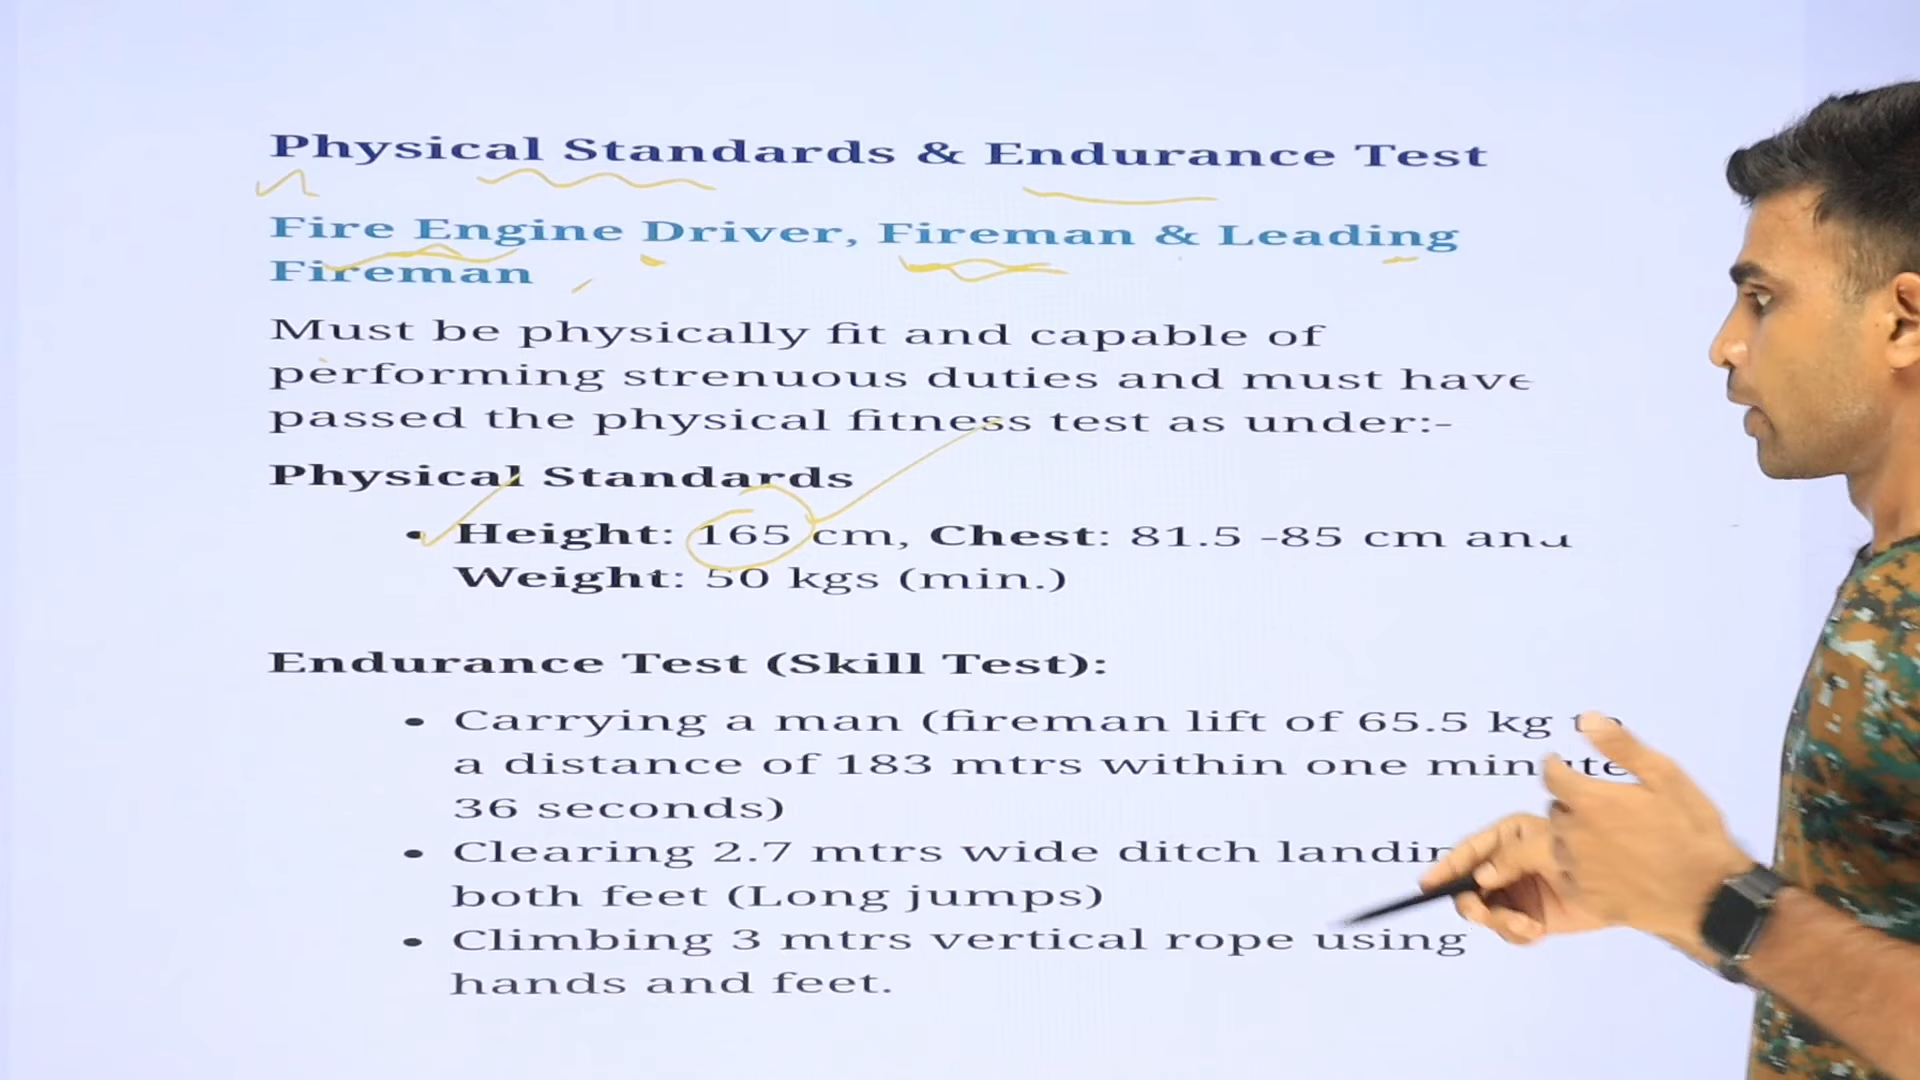 Physical Standards & Endurance Test
Fire Engine Driver, Fireman & Leading
Fireman
Must be physically fit and capable of
performing strenuous duties and must have
passed the physical fitness test as under:-
Physical Standards
• Height: 165 cm, Chest: 81.5 -85 cm and
Weight: 50 kgs (min.)
Endurance Test (Skill Test):
• Carrying a man (fireman lift of 65.5 kg to
a distance of 183 mtrs within one minute
36 seconds)
• Clearing 2.7 mtrs wide ditch
both feet (Long jumps)
• Climbing 3 mtrs vertical rope using
hands and feet.